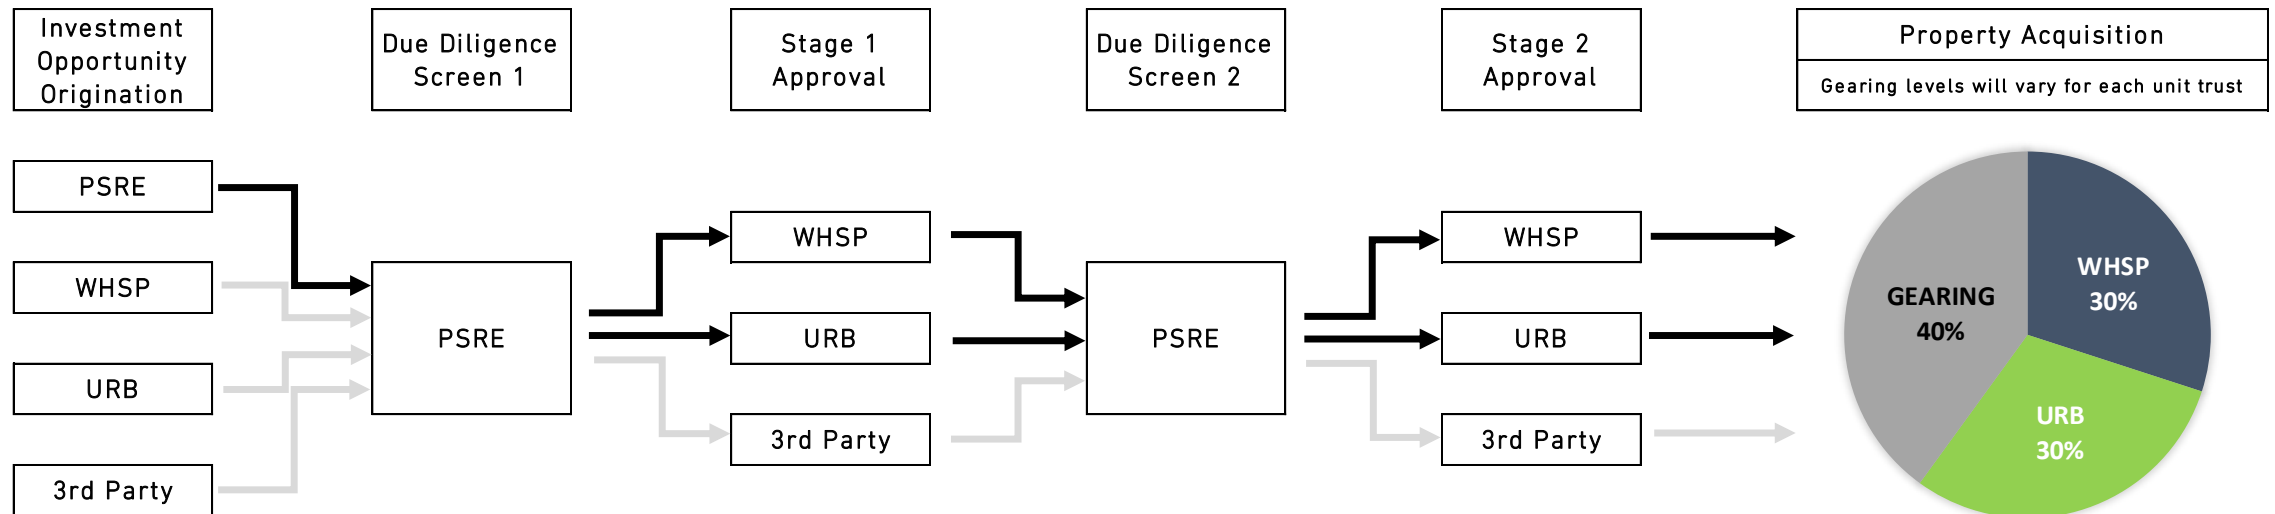 Investment
Opportunity
Origination
Due Diligence
Screen 1
Stage 1
Approval
Due Diligence
Screen 2
Stage 2
Approval
Property Acquisition
Gearing levels will vary for each unit trust
PSRE
WHSP
URB
3rd Party
PSRE
WHSP
URB
3rd Party
PSRE
WHSP
URB
3rd Party
GEARING
40%
WHSP
30%
URB
30%